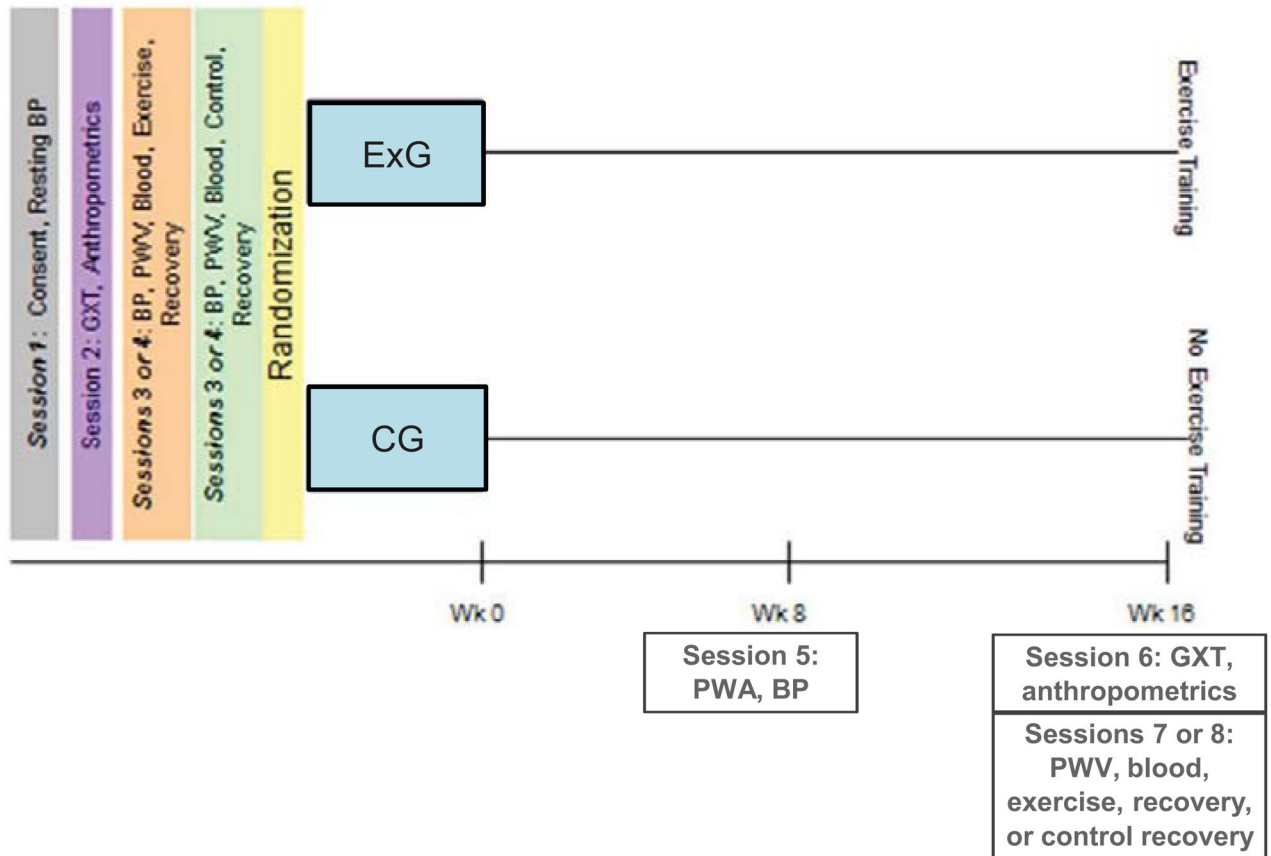 Session 1: Consent, Resting BP
Session 2: GXT, Anthropometrics
Sessions 3 or 4: BP, PWV, Blood, Exercise,
Recovery
Sessions 3 or 4: BP, PWV, Blood, Control,
Recovery
Randomization
ExG
Exercise Training
CG
No Exercise Training
Wk 0
Wk 8
Wk 16
Session 5:
PWA, BP
Session 6: GXT,
anthropometrics
Sessions 7 or 8:
PWV, blood,
exercise, recovery,
or control recovery